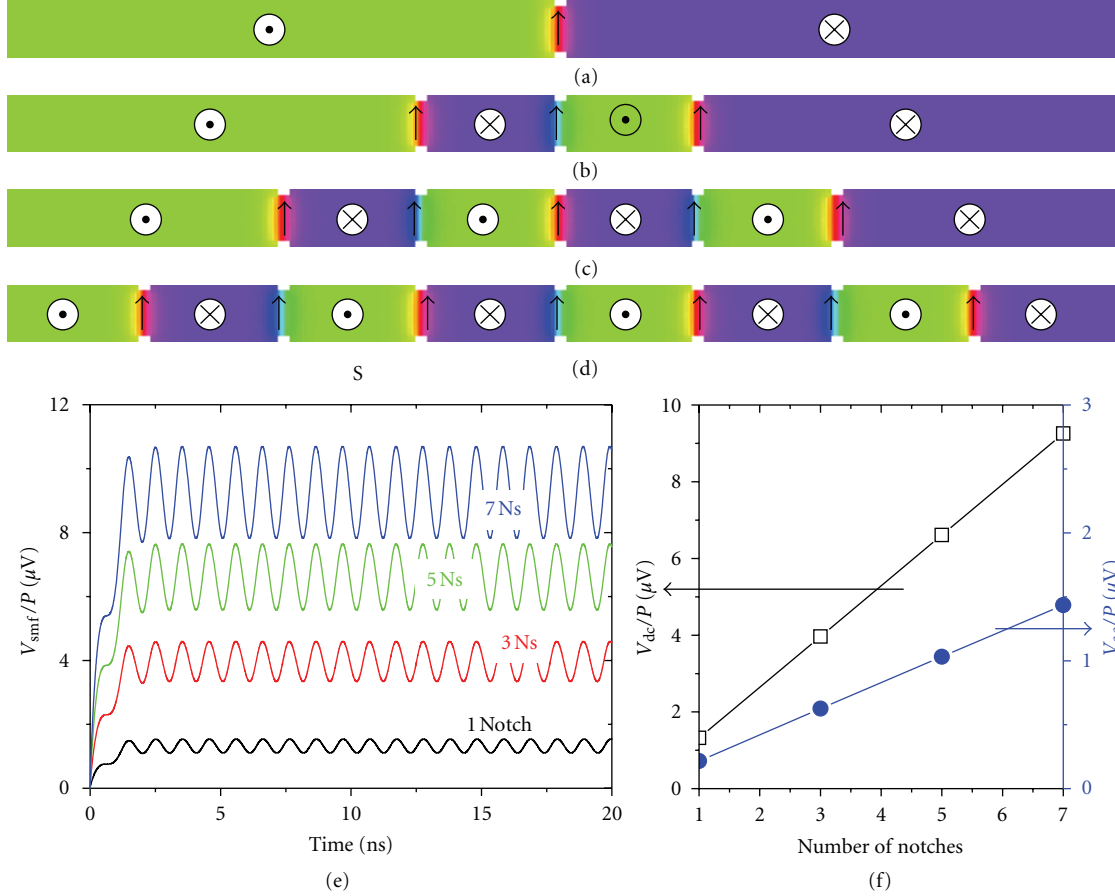 (a)
(b)
(c)
(d)
S
12
8
4
0
V_smf/P (μV)
7 Ns
5 Ns
3 Ns
1 Notch
0 5 10 15 20
Time (ns)
(e)
10
8
6
4
2
0
V_dc/P (μV)
3
2
1
0
1 2 3 4 5 6 7
Number of notches
(f)